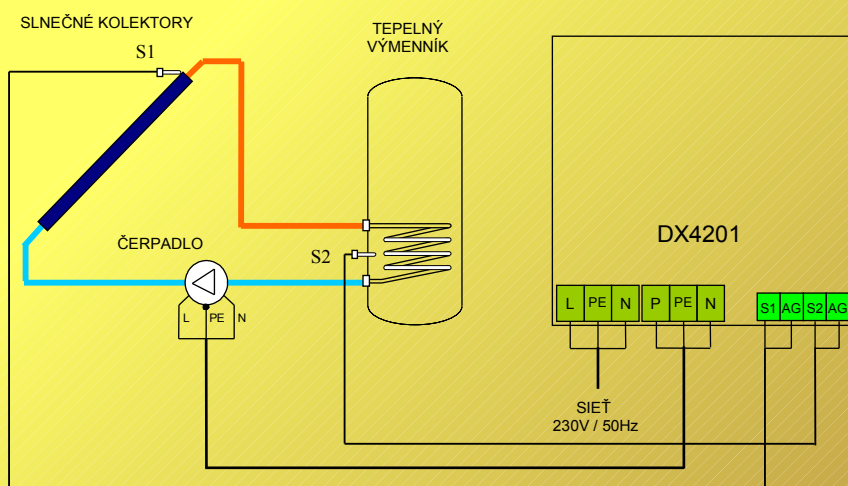 SLNEČNÉ KOLEKTORY
S1
TEPELNÝ
VÝMENNÍK
ČERPADLO
S2
L PE N
DX4201
L PE N P PE N
S1 AG S2 AG
SIEŤ
230V / 50Hz